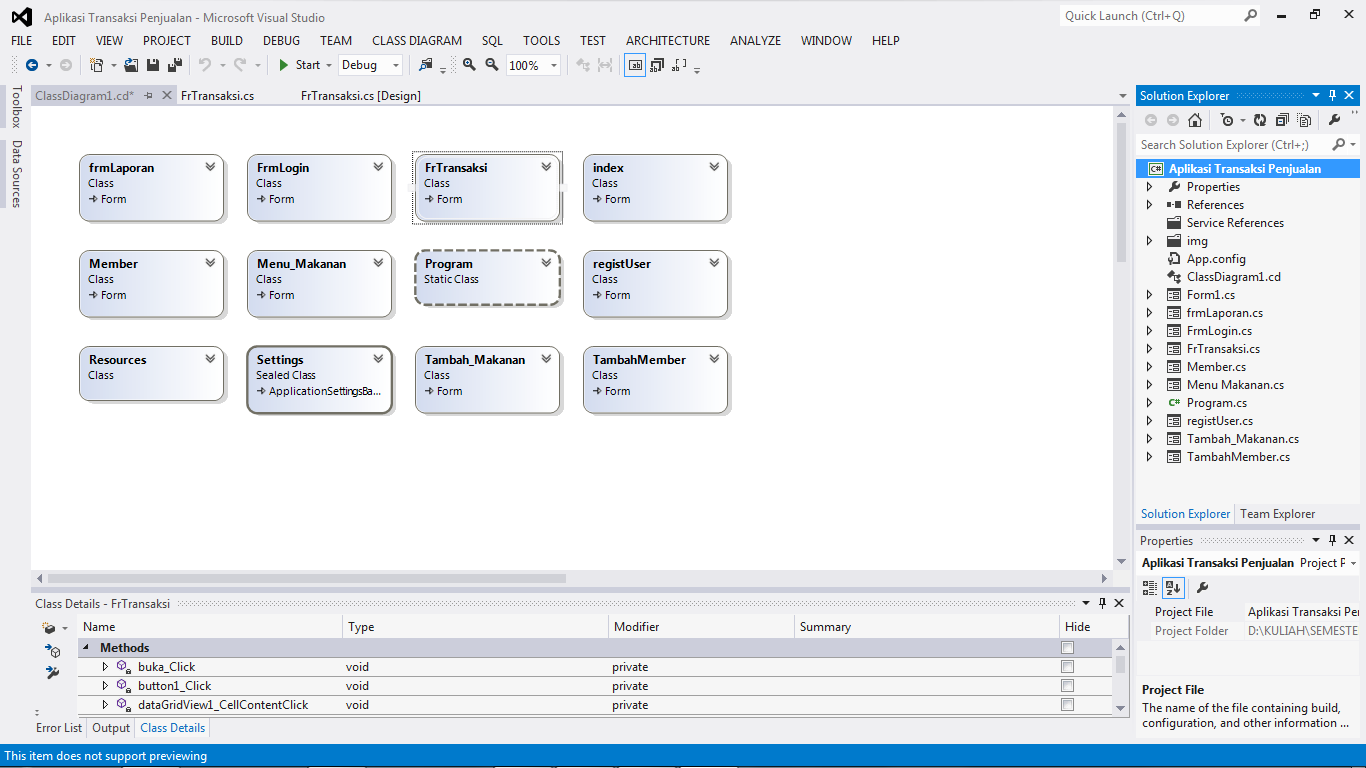 Aplikasi Transaksi Penjualan - Microsoft Visual Studio
Quick Launch (Ctrl+Q)
FILE EDIT VIEW PROJECT BUILD DEBUG TEAM CLASS DIAGRAM SQL TOOLS TEST ARCHITECTURE ANALYZE WINDOW HELP
Start Debug 100%
Toolbox
Data Sources
ClassDiagram1.cd* FrTransaksi.cs FrTransaksi.cs [Design]
frmLaporan
Class
Form
FrmLogin
Class
Form
FrTransaksi
Class
Form
index
Class
Form
Member
Class
Form
Menu_Makanan
Class
Form
Program
Static Class
registUser
Class
Form
Resources
Class
Settings
Sealed Class
ApplicationSettingsBa...
Tambah_Makanan
Class
Form
TambahMember
Class
Form
Solution Explorer
Search Solution Explorer (Ctrl+;)
C# Aplikasi Transaksi Penjualan
Properties
References
Service References
img
App.config
ClassDiagram1.cd
Form1.cs
frmLaporan.cs
FrmLogin.cs
FrTransaksi.cs
Member.cs
Menu Makanan.cs
C# Program.cs
registUser.cs
Tambah_Makanan.cs
TambahMember.cs
Solution Explorer Team Explorer
Properties
Aplikasi Transaksi Penjualan Project P
Project File Aplikasi Transaksi Per
Project Folder D:\KULIAH\SEMESTE
Project File
The name of the file containing build,
configuration, and other information ...
Class Details - FrTransaksi
Name Type Modifier Summary Hide
Methods
buka_Click void private
button1_Click void private
dataGridView1_CellContentClick void private
Error List Output Class Details
This item does not support previewing